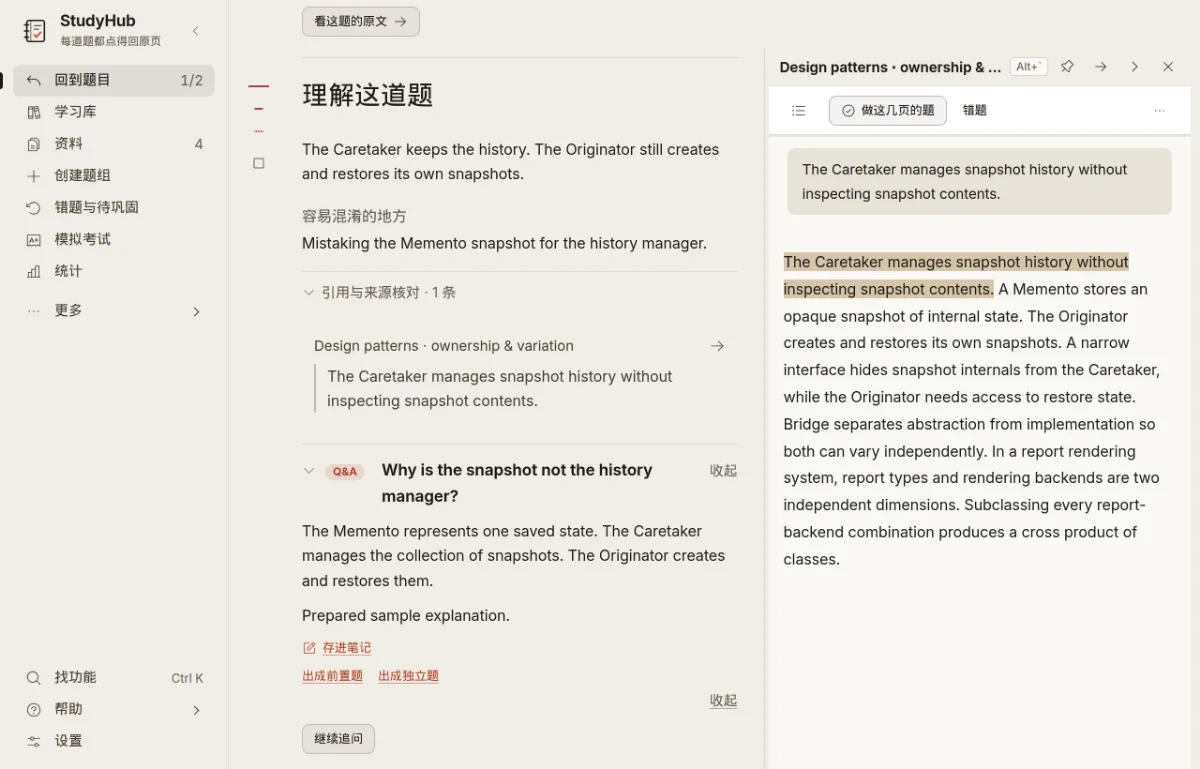 StudyHub
每道题都点得回原页
回到题目 1/2
学习库
资料 4
创建题组
错题与待巩固
模拟考试
统计
更多
找功能 Ctrl K
帮助
设置
看这题的原文
理解这道题
The Caretaker keeps the history. The Originator still creates
and restores its own snapshots.
容易混淆的地方
Mistaking the Memento snapshot for the history manager.
引用与来源核对 · 1 条
Design patterns · ownership & variation
The Caretaker manages snapshot history without
inspecting snapshot contents.
Q&A Why is the snapshot not the history 收起
manager?
The Memento represents one saved state. The Caretaker
manages the collection of snapshots. The Originator creates
and restores them.
Prepared sample explanation.
存进笔记
出成前置题 出成独立题
收起
继续追问
Design patterns · ownership & ... Alt+`
做这几页的题 错题
The Caretaker manages snapshot history without
inspecting snapshot contents.
The Caretaker manages snapshot history without
inspecting snapshot contents. A Memento stores an
opaque snapshot of internal state. The Originator
creates and restores its own snapshots. A narrow
interface hides snapshot internals from the Caretaker,
while the Originator needs access to restore state.
Bridge separates abstraction from implementation so
both can vary independently. In a report rendering
system, report types and rendering backends are two
independent dimensions. Subclassing every report-
backend combination produces a cross product of
classes.